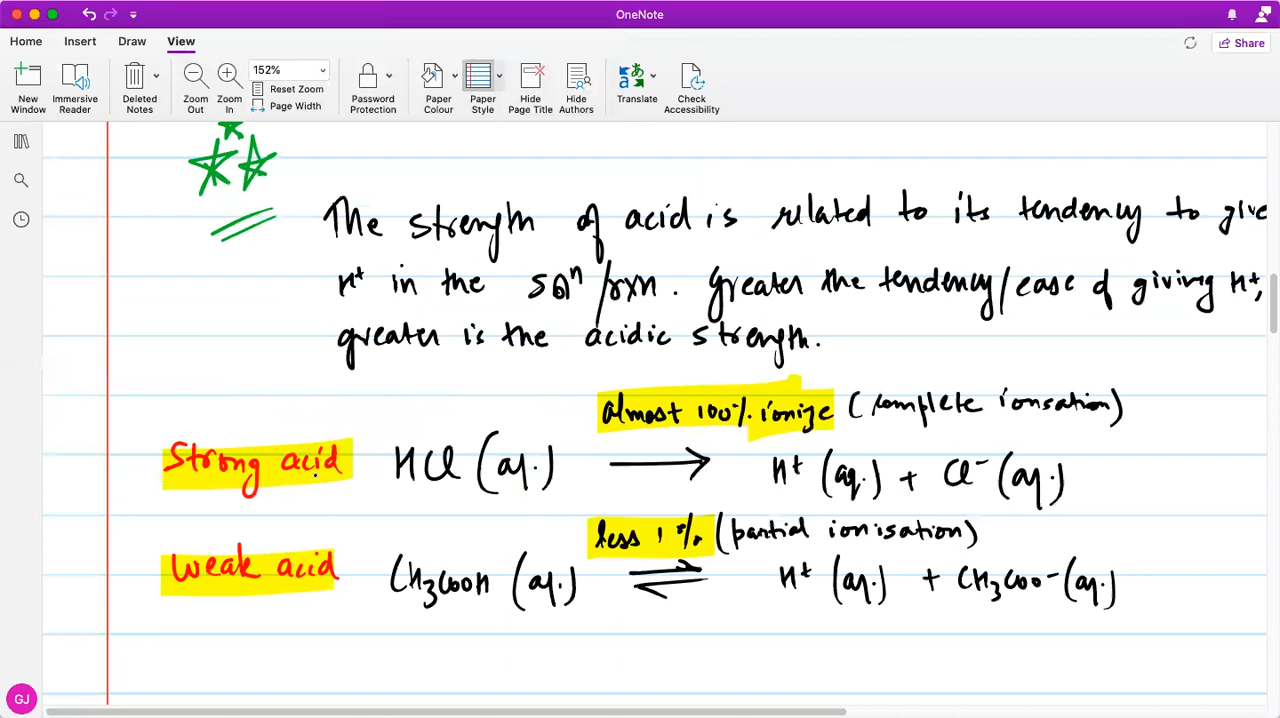 OneNote
Home Insert Draw View
Share
152%
Reset Zoom
Page Width
New Window
Immersive Reader
Deleted Notes
Zoom Out
Zoom In
Password Protection
Paper Colour
Paper Style
Hide Page Title
Hide Authors
Translate
Check Accessibility
The strength of acid is related to its tendency to give
H⁺ in the solⁿ/rxn. Greater the tendency/ease of giving H⁺,
greater is the acidic strength.
almost 100% ionize (complete ionsation)
Strong acid HCl (aq.) ⟶ H⁺ (aq.) + Cl⁻ (aq.)
less 1% (partial ionisation)
Weak acid CH₃COOH (aq.) ⇌ H⁺ (aq.) + CH₃COO⁻ (aq.)
GJ